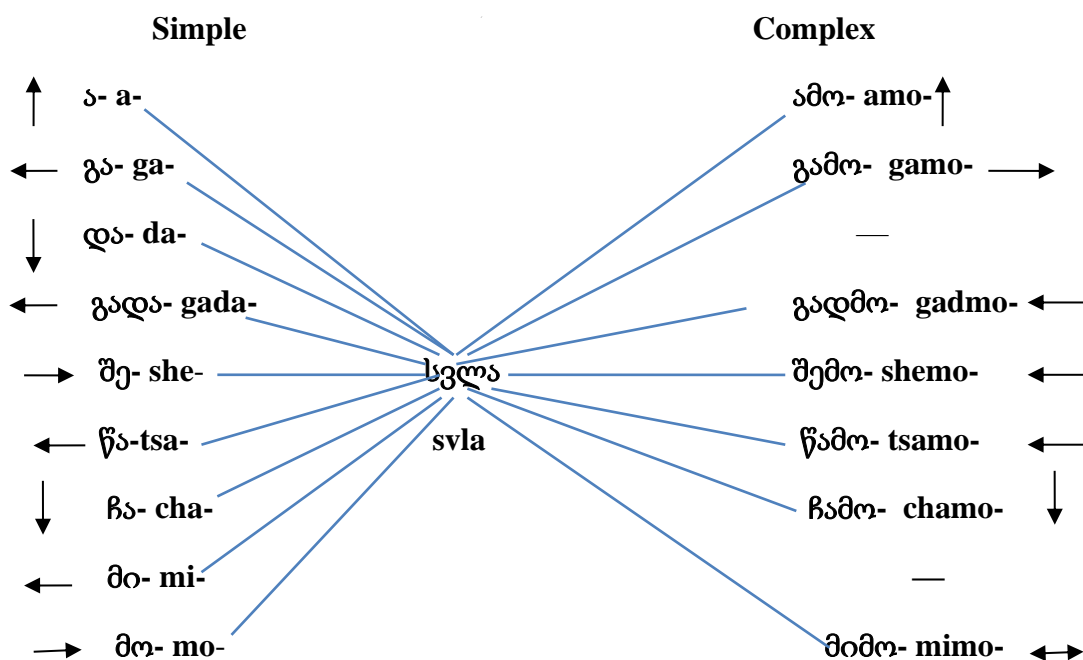 Simple Complex
ა- a- ამო- amo-
გა- ga- გამო- gamo-
და- da- —
გადა- gada- გადმო- gadmo-
შე- she- სვლა შემო- shemo-
წა-tsa- svla წამო- tsamo-
ჩა- cha- ჩამო- chamo-
მი- mi- —
მო- mo- მიმო- mimo-